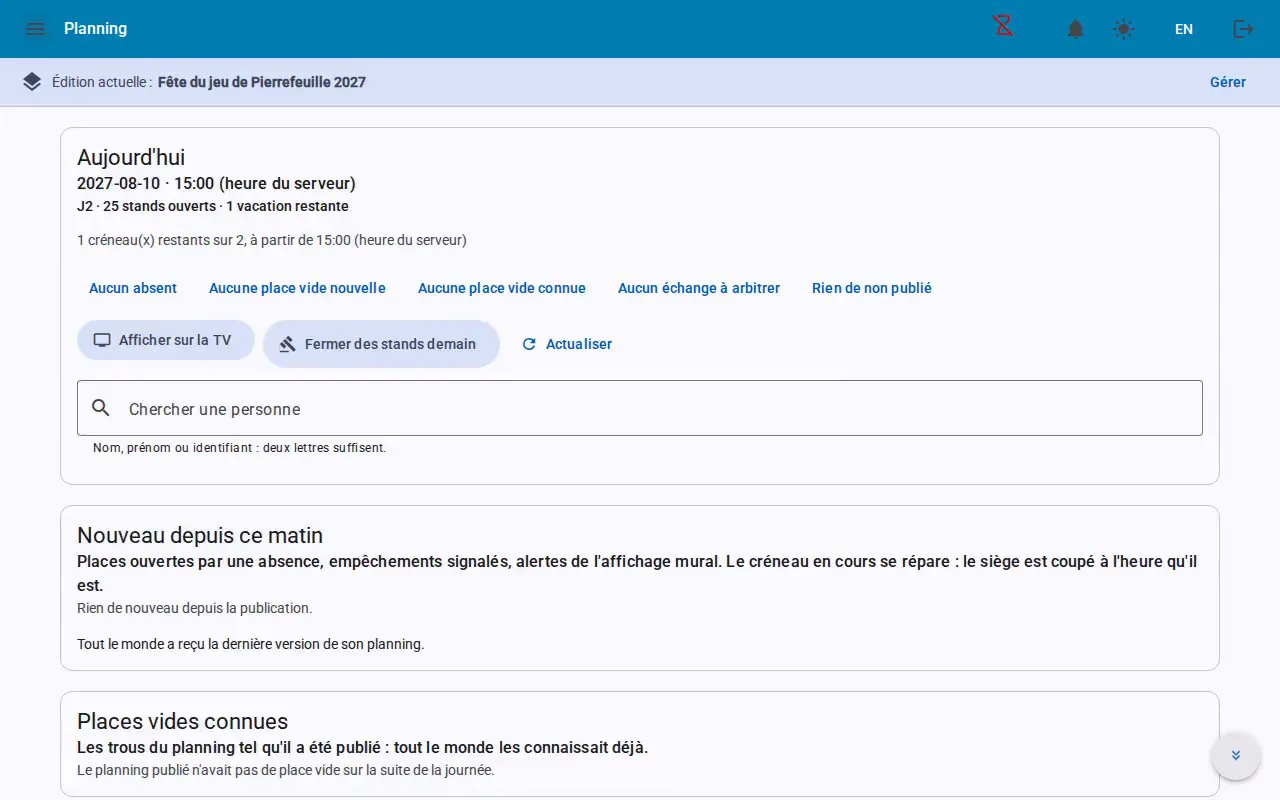 Planning
EN
Édition actuelle : Fête du jeu de Pierrefeuille 2027
Gérer
Aujourd'hui
2027-08-10 · 15:00 (heure du serveur)
J2 · 25 stands ouverts · 1 vacation restante
1 créneau(x) restants sur 2, à partir de 15:00 (heure du serveur)
Aucun absent
Aucune place vide nouvelle
Aucune place vide connue
Aucun échange à arbitrer
Rien de non publié
Afficher sur la TV
Fermer des stands demain
Actualiser
Chercher une personne
Nom, prénom ou identifiant : deux lettres suffisent.
Nouveau depuis ce matin
Places ouvertes par une absence, empêchements signalés, alertes de l'affichage mural. Le créneau en cours se répare : le siège est coupé à l'heure qu'il
est.
Rien de nouveau depuis la publication.
Tout le monde a reçu la dernière version de son planning.
Places vides connues
Les trous du planning tel qu'il a été publié : tout le monde les connaissait déjà.
Le planning publié n'avait pas de place vide sur la suite de la journée.